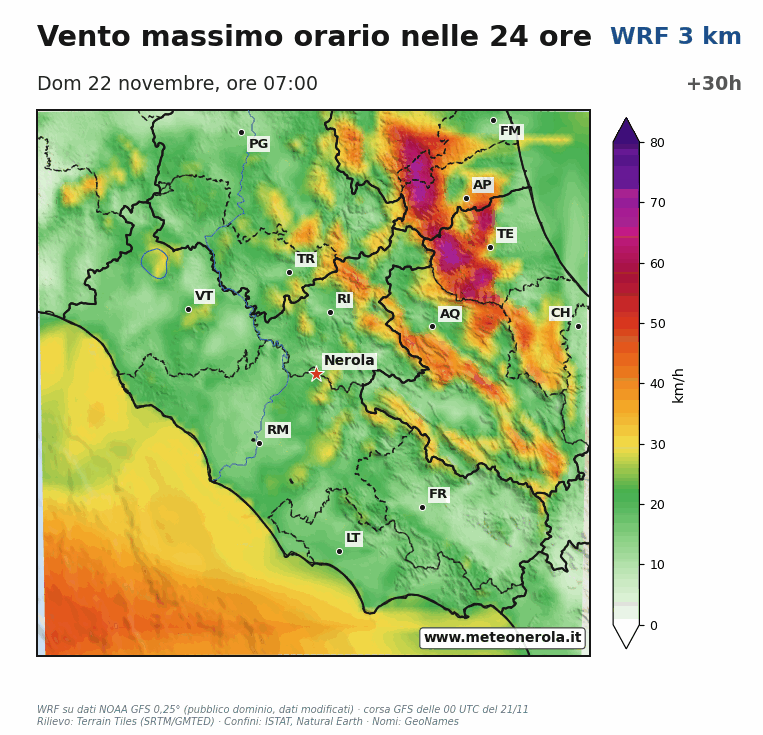 Vento massimo orario nelle 24 ore WRF 3 km
Dom 22 novembre, ore 07:00 +30h
FM
PG
AP
TE
TR
VT
RI
AQ
CH
Nerola
RM
FR
LT
www.meteonerola.it
80
70
60
50
40
30
20
10
0
km/h
WRF su dati NOAA GFS 0,25° (pubblico dominio, dati modificati) · corsa GFS delle 00 UTC del 21/11
Rilievo: Terrain Tiles (SRTM/GMTED) · Confini: ISTAT, Natural Earth · Nomi: GeoNames